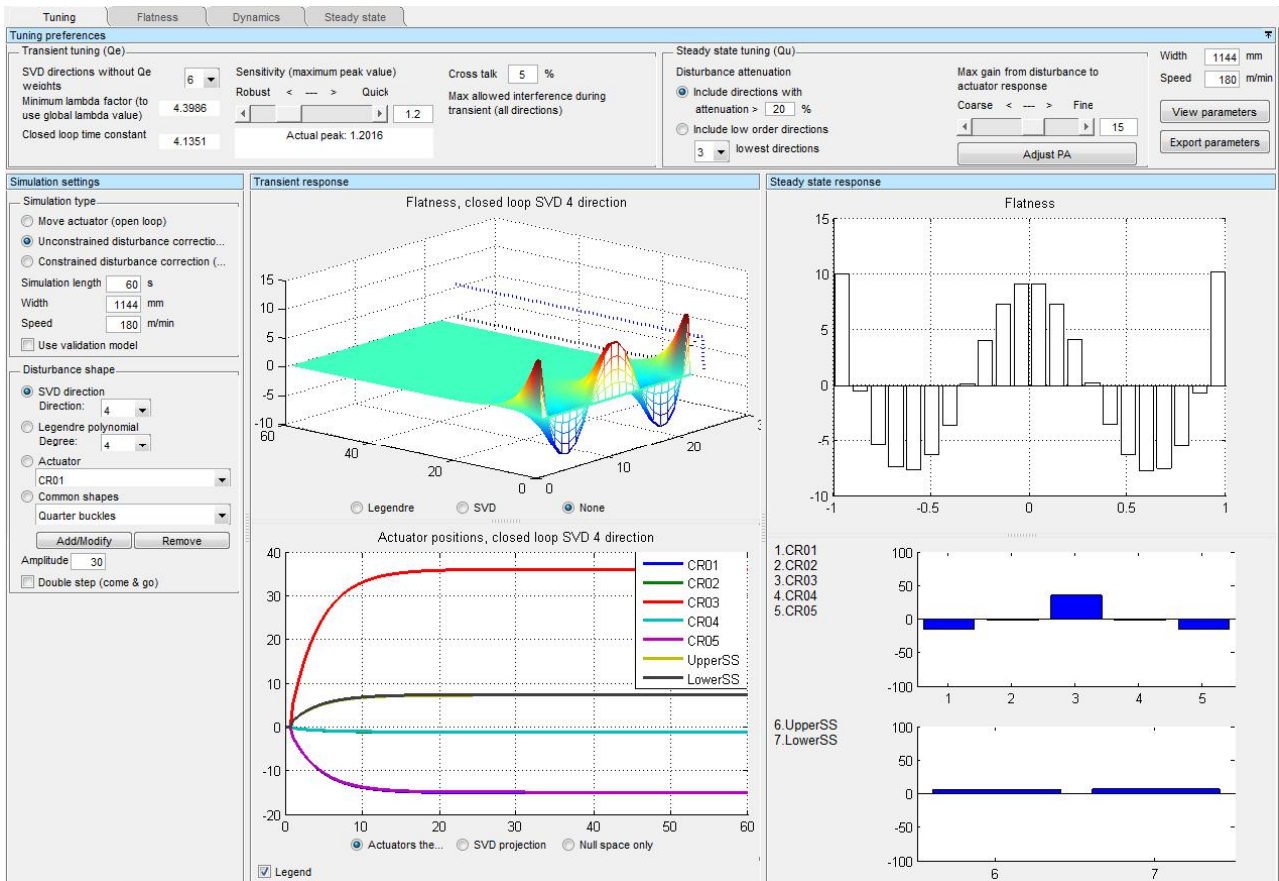 Tuning Flatness Dynamics Steady state
Tuning preferences
Transient tuning (Qe)
SVD directions without Qe
weights
6
Minimum lambda factor (to
use global lambda value)
4.3986
Closed loop time constant
4.1351
Sensitivity (maximum peak value)
Robust < --- > Quick
1.2
Actual peak: 1.2016
Cross talk 5 %
Max allowed interference during
transient (all directions)
Steady state tuning (Qu)
Disturbance attenuation
Include directions with
attenuation > 20 %
Include low order directions
3 lowest directions
Max gain from disturbance to
actuator response
Coarse < --- > Fine
15
Adjust PA
Width 1144 mm
Speed 180 m/min
View parameters
Export parameters
Simulation settings
Simulation type
Move actuator (open loop)
Unconstrained disturbance correctio...
Constrained disturbance correction (...
Simulation length 60 s
Width 1144 mm
Speed 180 m/min
Use validation model
Disturbance shape
SVD direction
Direction: 4
Legendre polynomial
Degree: 4
Actuator
CR01
Common shapes
Quarter buckles
Add/Modify Remove
Amplitude 30
Double step (come & go)
Transient response
Flatness, closed loop SVD 4 direction
15
10
5
0
-5
-10
60
40
20
0
0
10
20
3
Legendre SVD None
Actuator positions, closed loop SVD 4 direction
40
30
20
10
0
-10
-20
0 10 20 30 40 50 60
CR01
CR02
CR03
CR04
CR05
UpperSS
LowerSS
Actuators the... SVD projection Null space only
Legend
Steady state response
Flatness
15
10
5
0
-5
-10
-1 -0.5 0 0.5 1
1.CR01
2.CR02
3.CR03
4.CR04
5.CR05
100
50
0
-50
-100
1 2 3 4 5
6.UpperSS
7.LowerSS
100
50
0
-50
-100
6 7